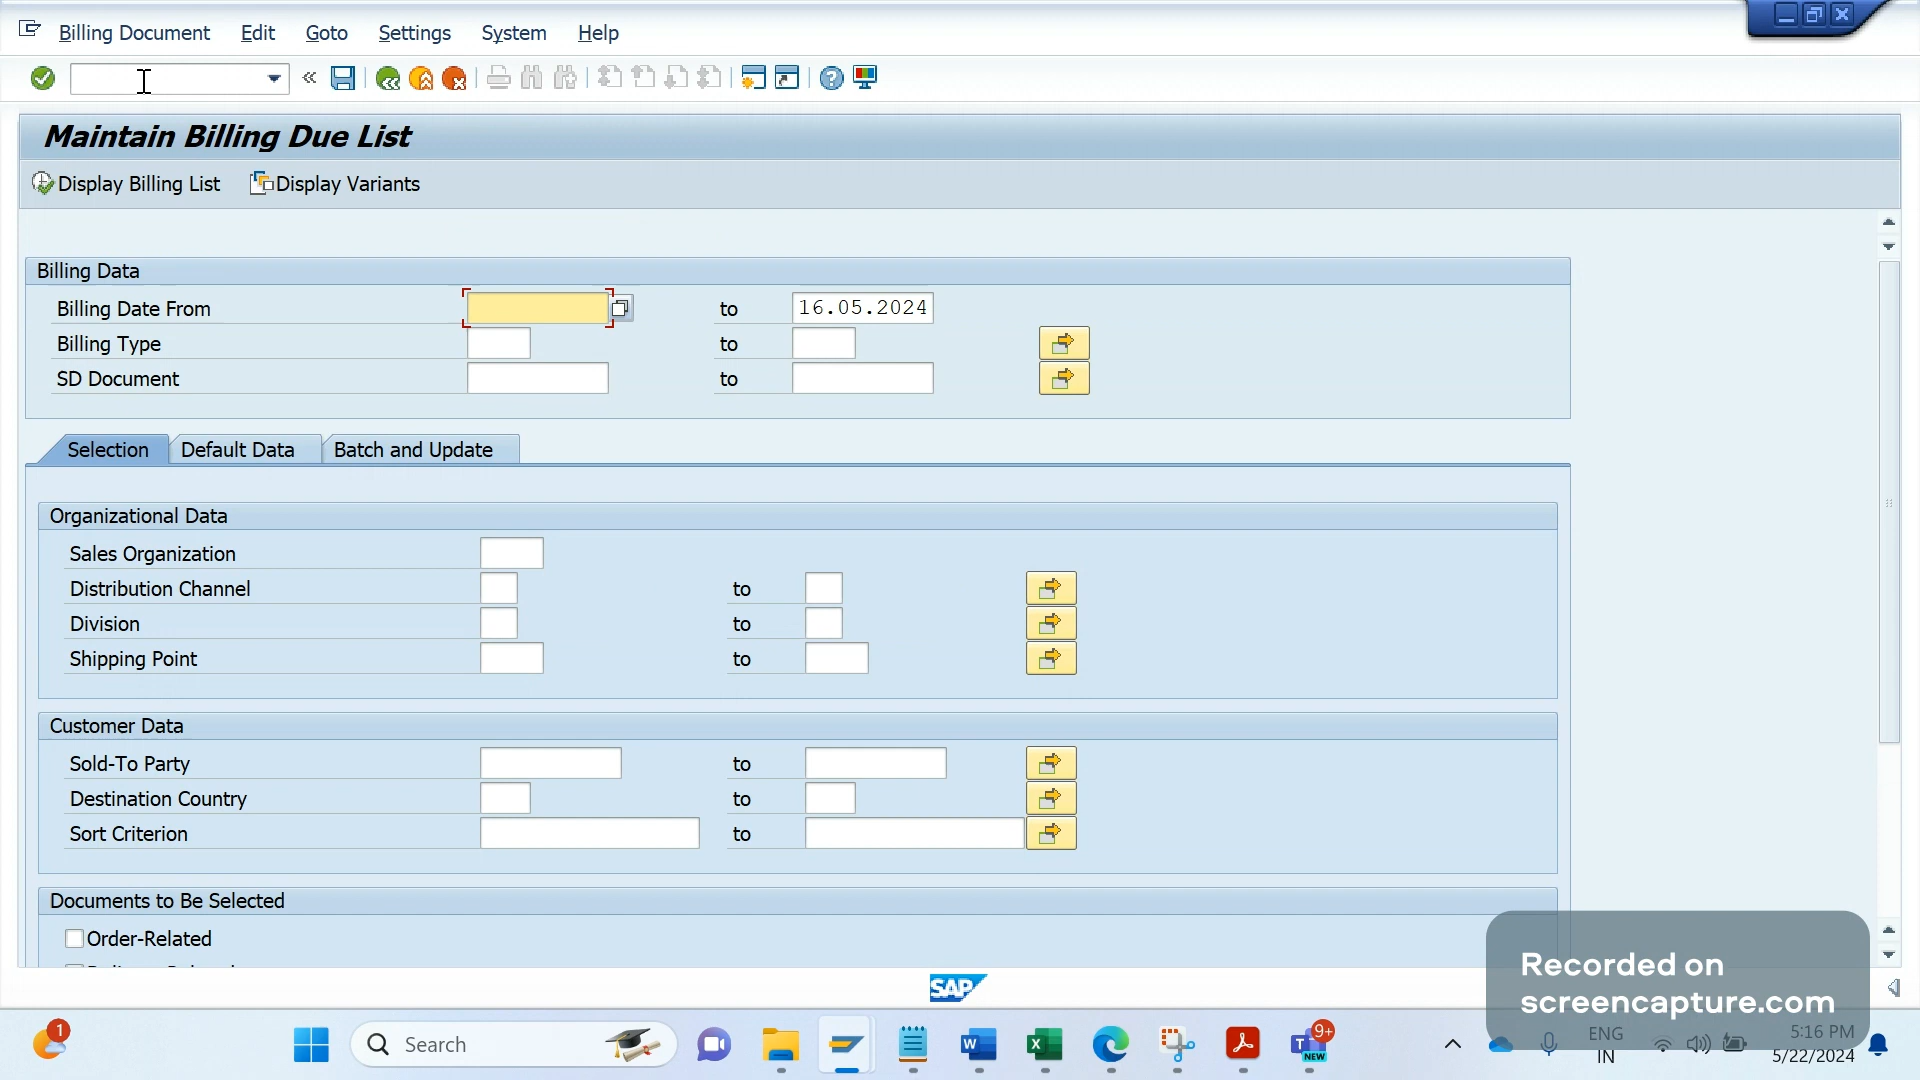 Billing Document Edit Goto Settings System Help
Maintain Billing Due List
Display Billing List Display Variants
Billing Data
Billing Date From to 16.05.2024
Billing Type to
SD Document to
Selection Default Data Batch and Update
Organizational Data
Sales Organization
Distribution Channel to
Division to
Shipping Point to
Customer Data
Sold-To Party to
Destination Country to
Sort Criterion to
Documents to Be Selected
Order-Related
SAP
Recorded on
screencapture.com
1
Search
W
X
T
NEW
9+
ENG
IN
5:16 PM
5/22/2024